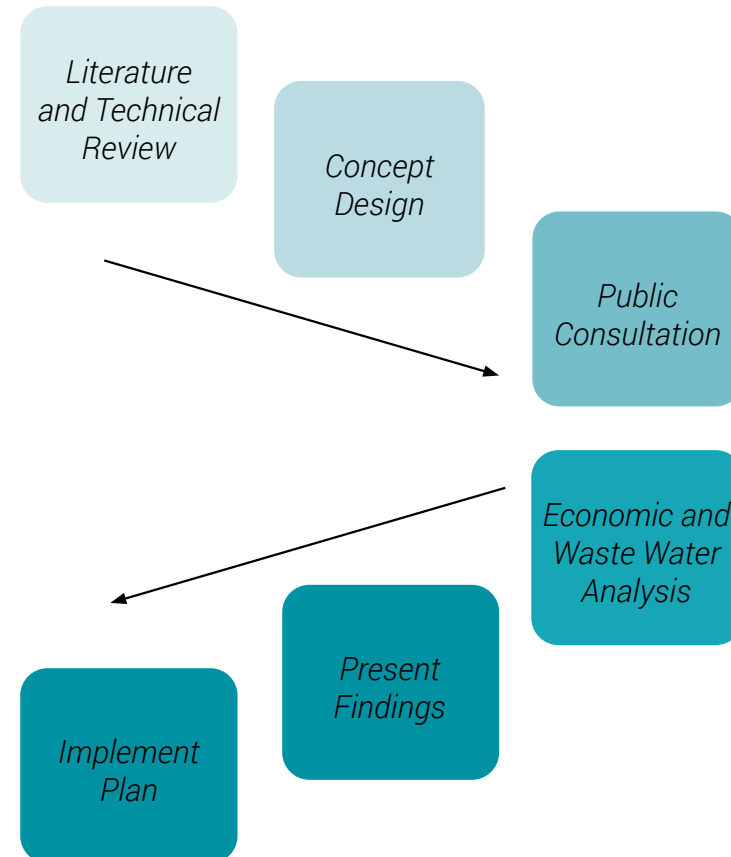 Literature
and Technical
Review
Concept
Design
Public
Consultation
Economic and
Waste Water
Analysis
Present
Findings
Implement
Plan